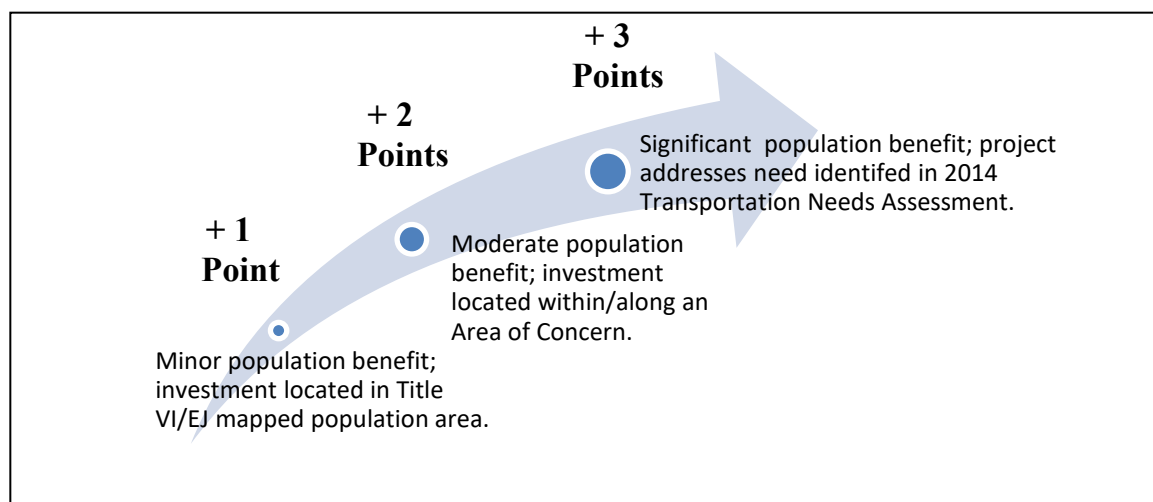 + 3
Points
+ 2
Points
+ 1
Point
Significant population benefit; project
addresses need identifed in 2014
Transportation Needs Assessment.
Moderate population
benefit; investment
located within/along an
Area of Concern.
Minor population benefit;
investment located in Title
VI/EJ mapped population area.